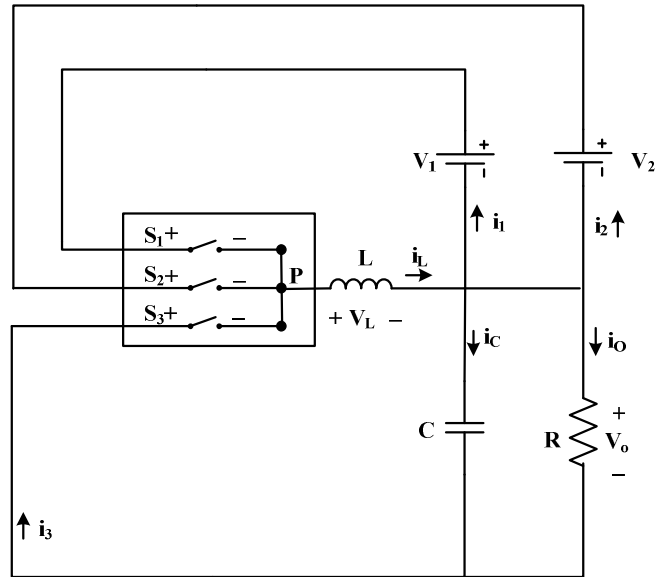 V1
+
-
+
-
V2
i1
i2
S1+ -
S2+ -
S3+ -
P
L
iL
+ VL -
iC
iO
C
R
+
Vo
-
i3